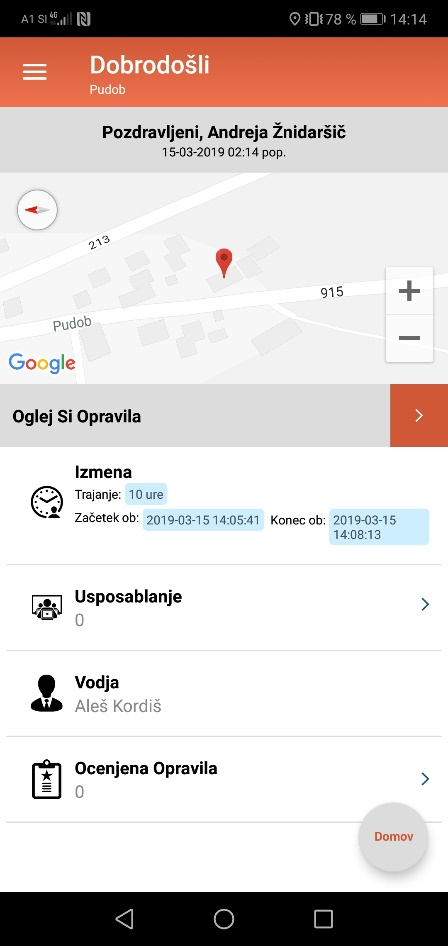 A1 SI 4G 78 % 14:14
Dobrodošli
Pudob
Pozdravljeni, Andreja Žnidaršič
15-03-2019 02:14 pop.
213
915
Pudob
Google
Oglej Si Opravila
Izmena
Trajanje: 10 ure
Začetek ob: 2019-03-15 14:05:41 Konec ob: 2019-03-15
14:08:13
Usposablanje
0
Vodja
Aleš Kordiš
Ocenjena Opravila
0
Domov